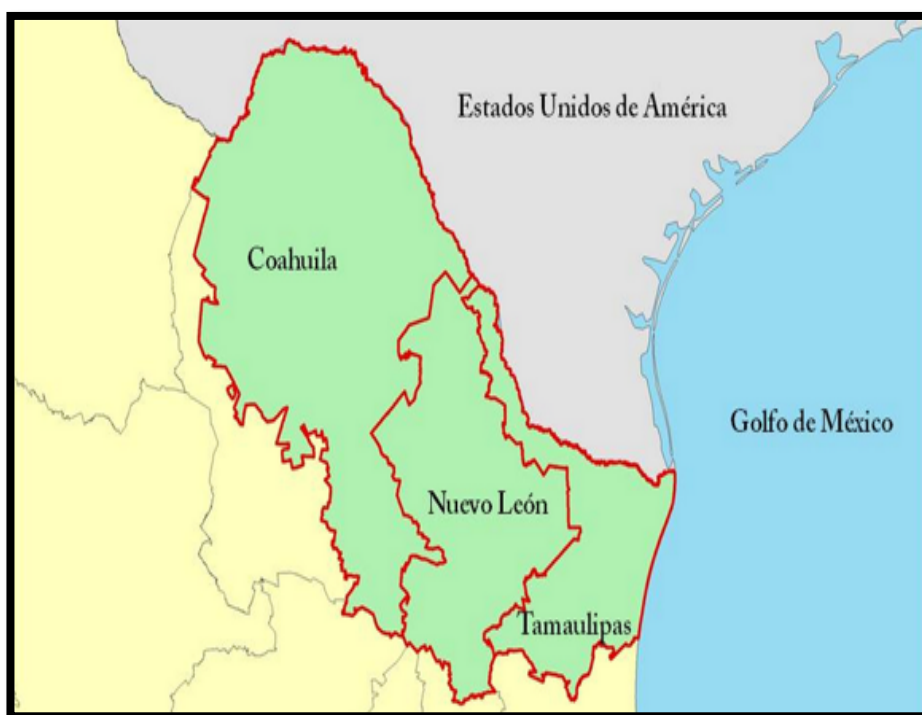 Estados Unidos de América
Coahuila
Golfo de México
Nuevo León
Tamaulipas